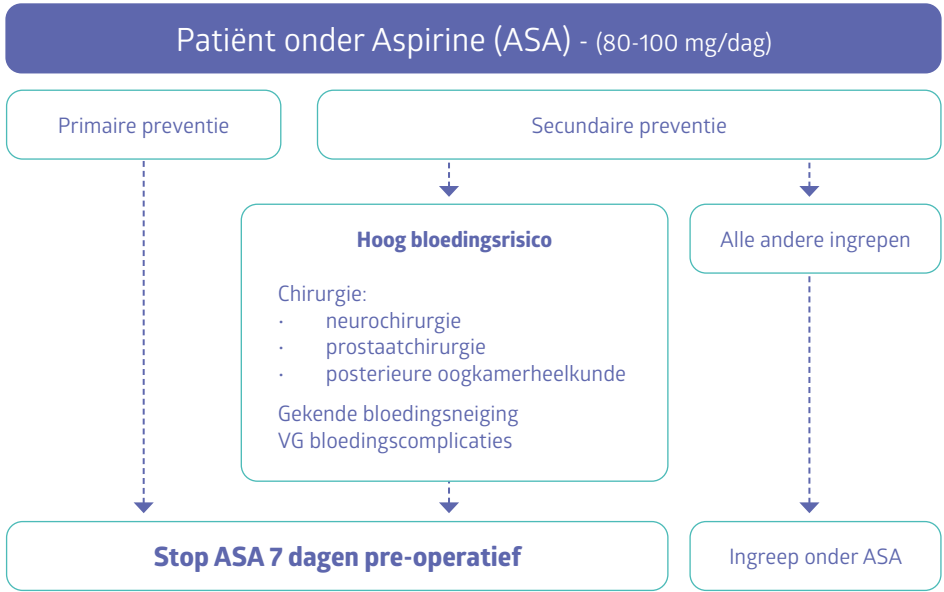 Patiënt onder Aspirine (ASA) - (80-100 mg/dag)
Primaire preventie
Secundaire preventie
Hoog bloedingsrisico
Chirurgie:
· neurochirurgie
· prostaatchirurgie
· posterieure oogkamerheelkunde
Gekende bloedingsneiging
VG bloedingscomplicaties
Alle andere ingrepen
Stop ASA 7 dagen pre-operatief
Ingreep onder ASA